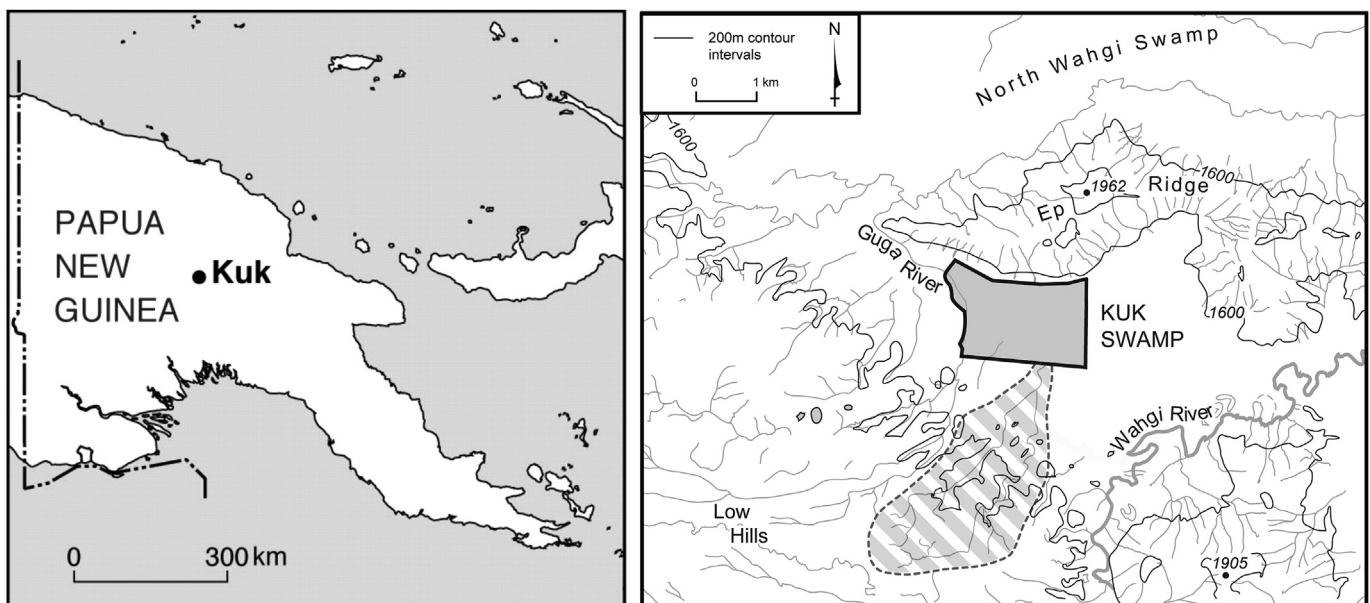 PAPUA
NEW
GUINEA
Kuk
0 300 km
200m contour
intervals
0 1 km
N
North Wahgi Swamp
1600
1962
Ridge
1600
Ep
Guga River
KUK
SWAMP
1600
Wahgi River
Low
Hills
1905